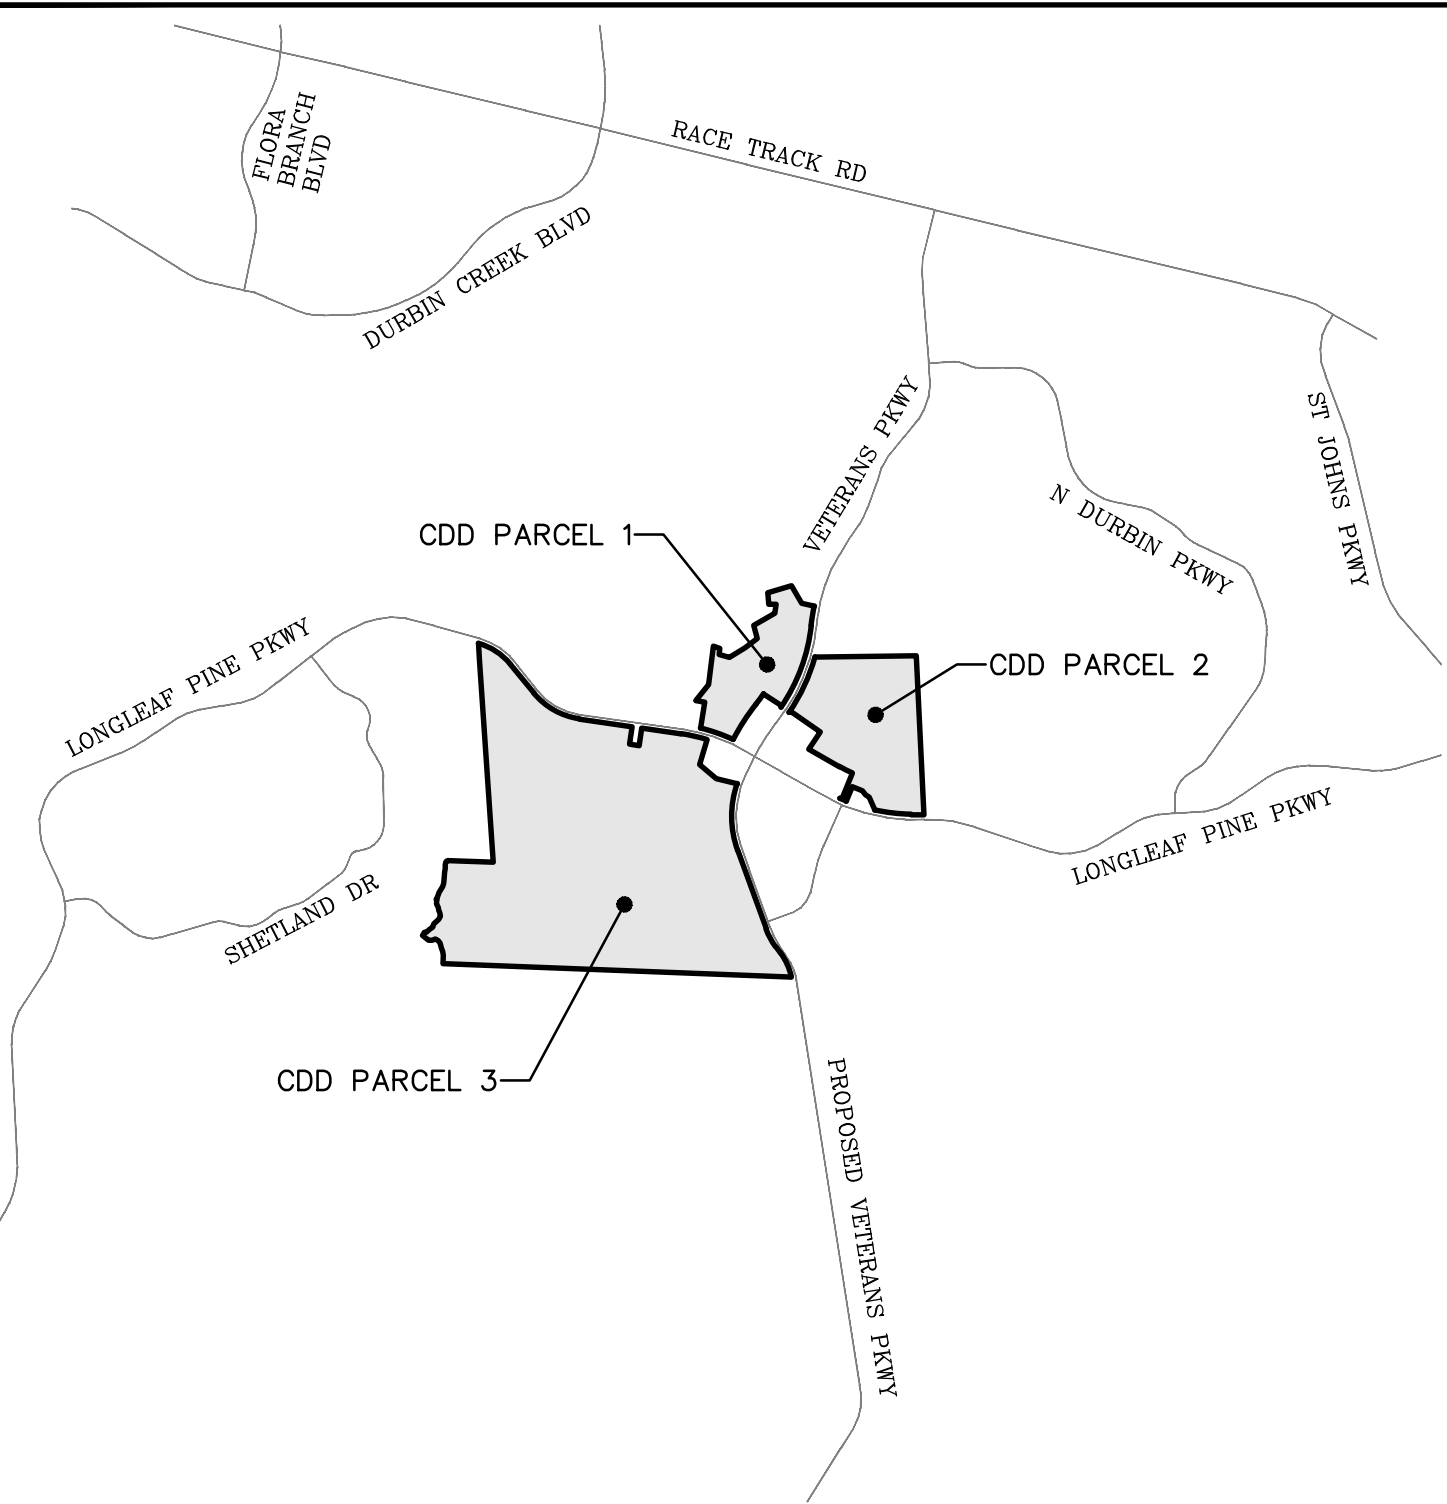 FLORA
BRANCH
BLVD
RACE TRACK RD
DURBIN CREEK BLVD
VETERANS PKWY
ST JOHNS PKWY
N DURBIN PKWY
CDD PARCEL 1
LONGLEAF PINE PKWY
CDD PARCEL 2
LONGLEAF PINE PKWY
SHETLAND DR
CDD PARCEL 3
PROPOSED VETERANS PKWY